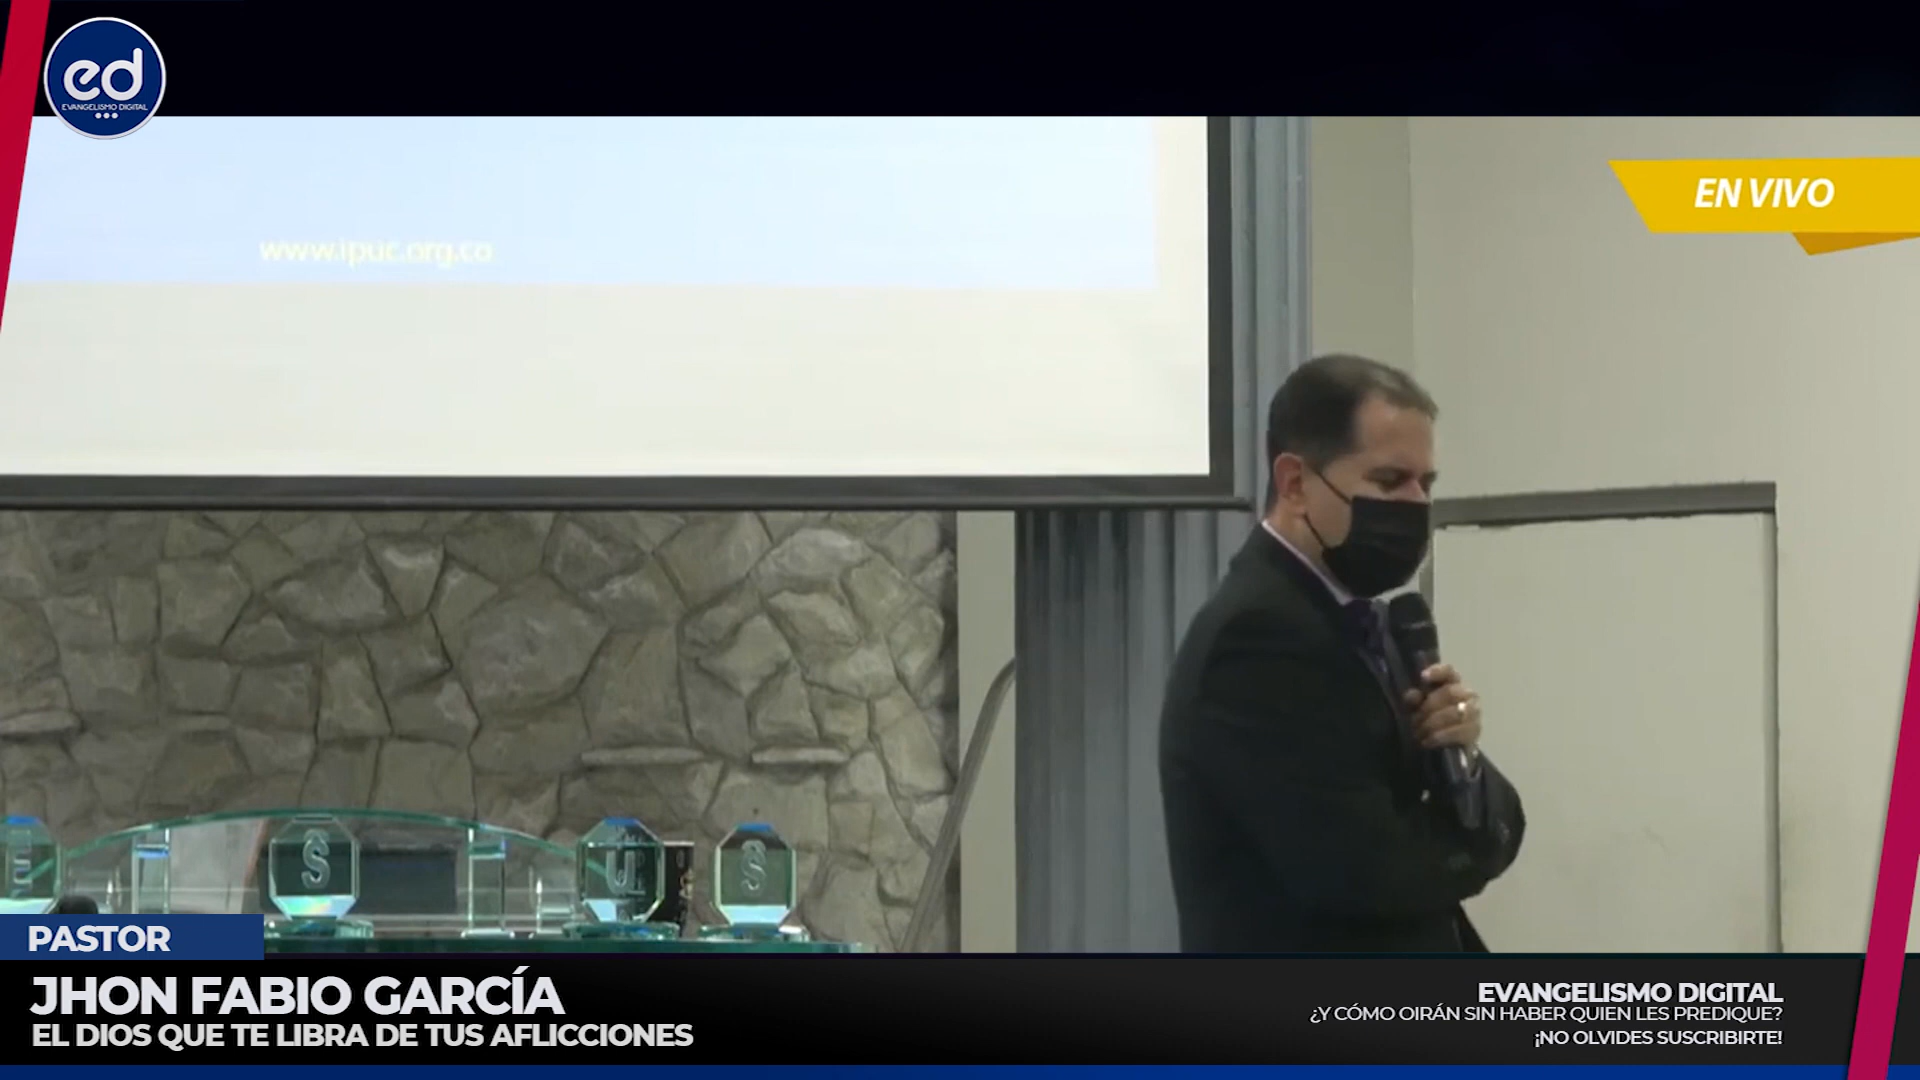 ed
EVANGELISMO DIGITAL
www.ipuc.org.co
EN VIVO
S
U
S
PASTOR
JHON FABIO GARCÍA
EL DIOS QUE TE LIBRA DE TUS AFLICCIONES
EVANGELISMO DIGITAL
¿Y CÓMO OIRÁN SIN HABER QUIEN LES PREDIQUE?
¡NO OLVIDES SUSCRIBIRTE!